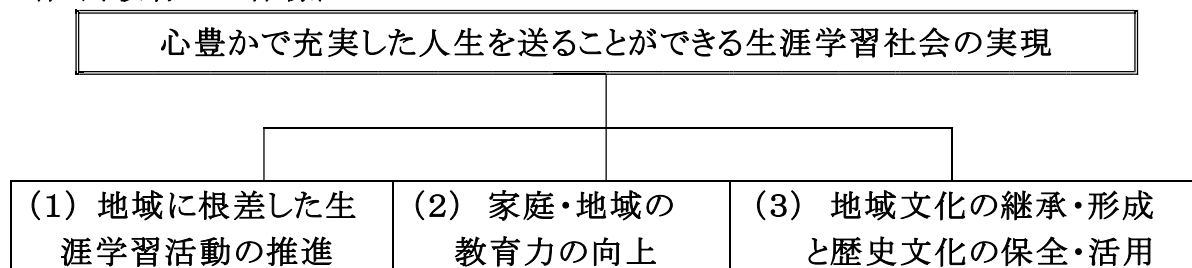 心豊かで充実した人生を送ることができる生涯学習社会の実現
(1) 地域に根差した生
涯学習活動の推進
(2) 家庭・地域の
教育力の向上
(3) 地域文化の継承・形成
と歴史文化の保全・活用